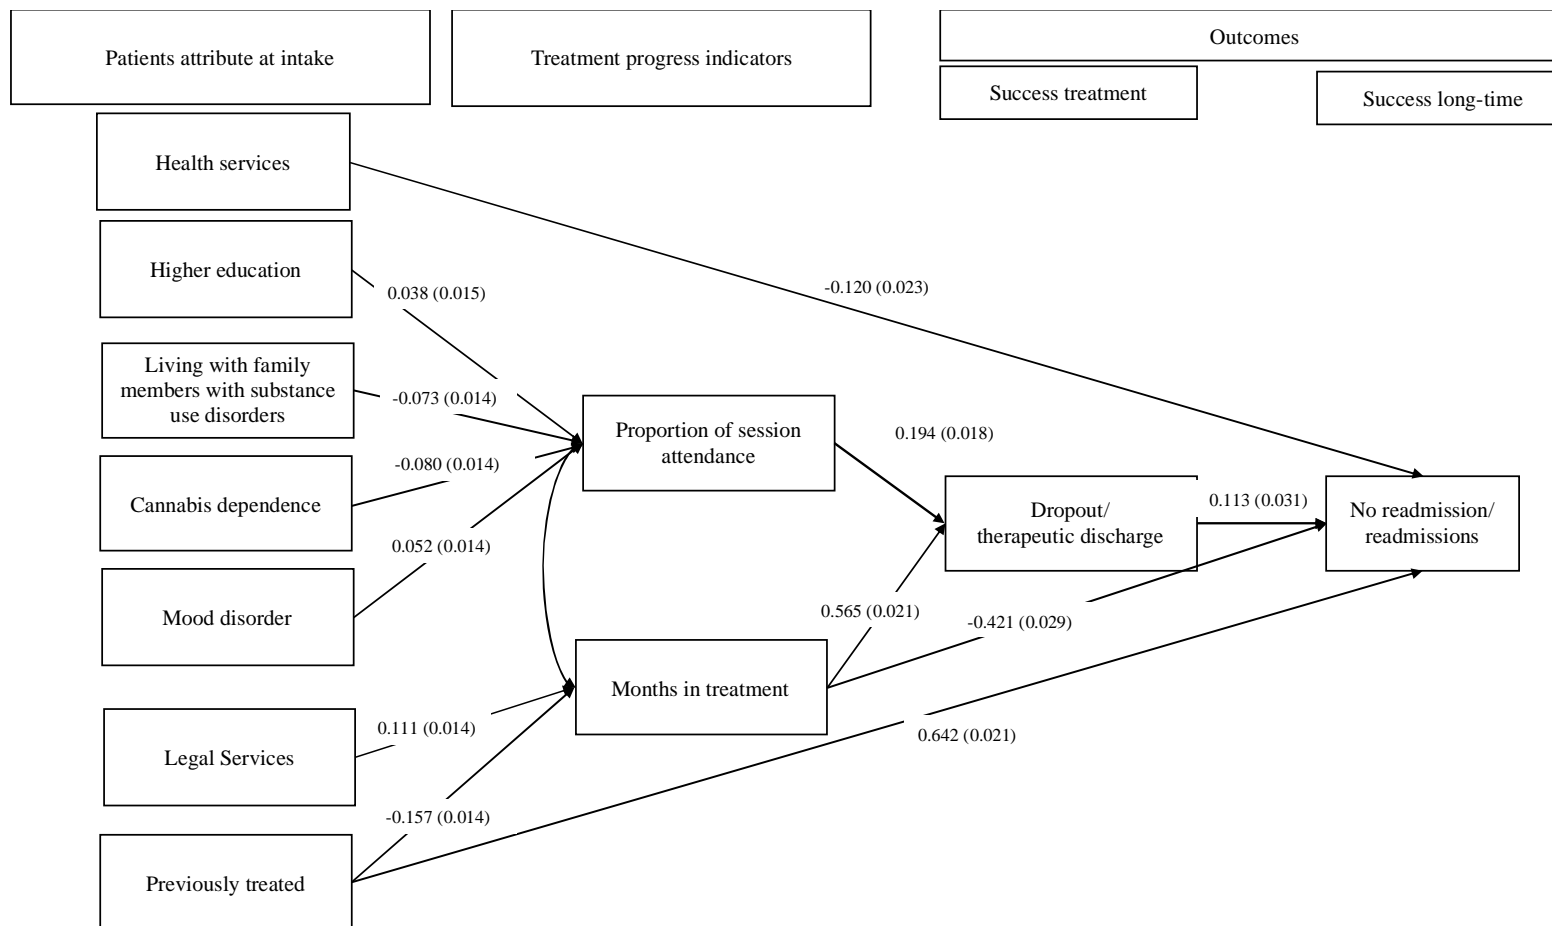 Patients attribute at intake
Treatment progress indicators
Outcomes
Success treatment
Success long-time
Health services
Higher education
0.038 (0.015)
-0.120 (0.023)
Living with family
members with substance
use disorders
-0.073 (0.014)
Proportion of session
attendance
0.194 (0.018)
Cannabis dependence
-0.080 (0.014)
Dropout/
therapeutic discharge
0.113 (0.031)
No readmission/
readmissions
0.052 (0.014)
Mood disorder
0.565 (0.021)
-0.421 (0.029)
Months in treatment
Legal Services
0.111 (0.014)
0.642 (0.021)
-0.157 (0.014)
Previously treated